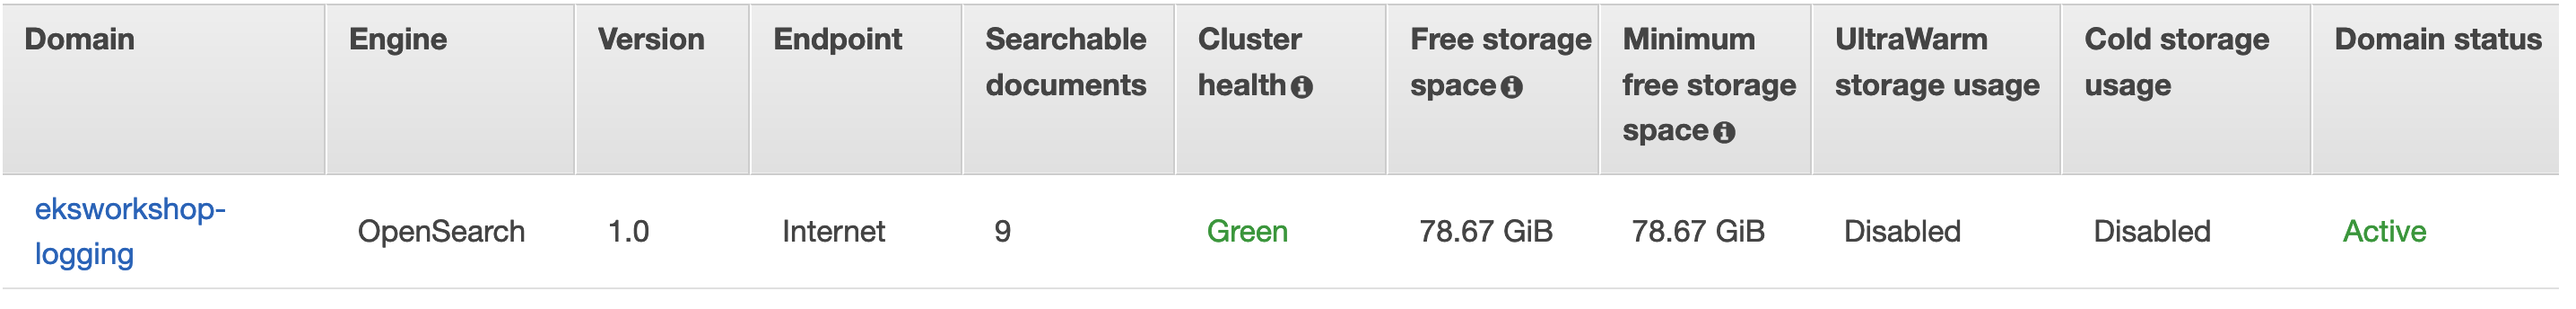 Domain
Engine
Version
Endpoint
Searchable
documents
Cluster
health
Free storage
space
Minimum
free storage
space
UltraWarm
storage usage
Cold storage
usage
Domain status
eksworkshop-
logging
OpenSearch
1.0
Internet
9
Green
78.67 GiB
78.67 GiB
Disabled
Disabled
Active